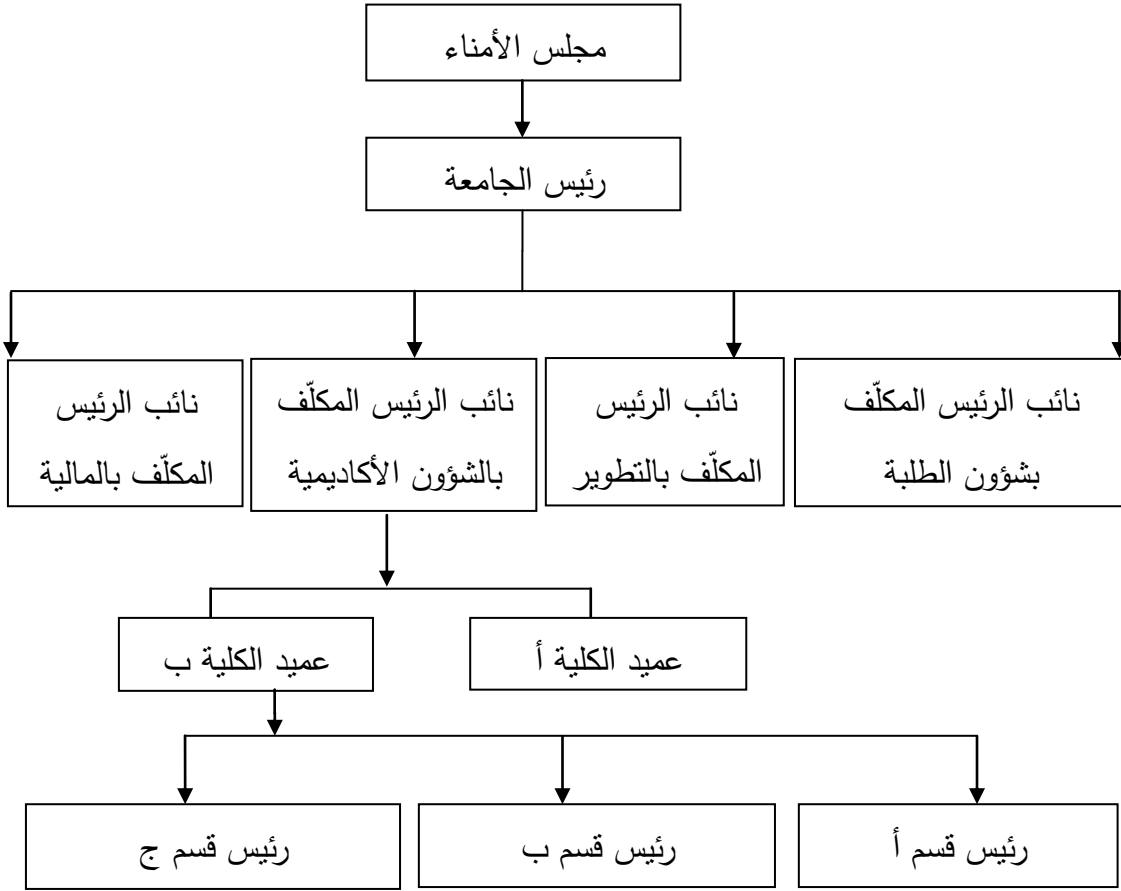 مجلس الأمناء
رئيس الجامعة
نائب الرئيس المكلّف
بشؤون الطلبة
نائب الرئيس
المكلّف بالتطوير
نائب الرئيس المكلّف
بالشؤون الأكاديمية
نائب الرئيس
المكلّف بالمالية
عميد الكلية أ
عميد الكلية ب
رئيس قسم أ
رئيس قسم ب
رئيس قسم ج